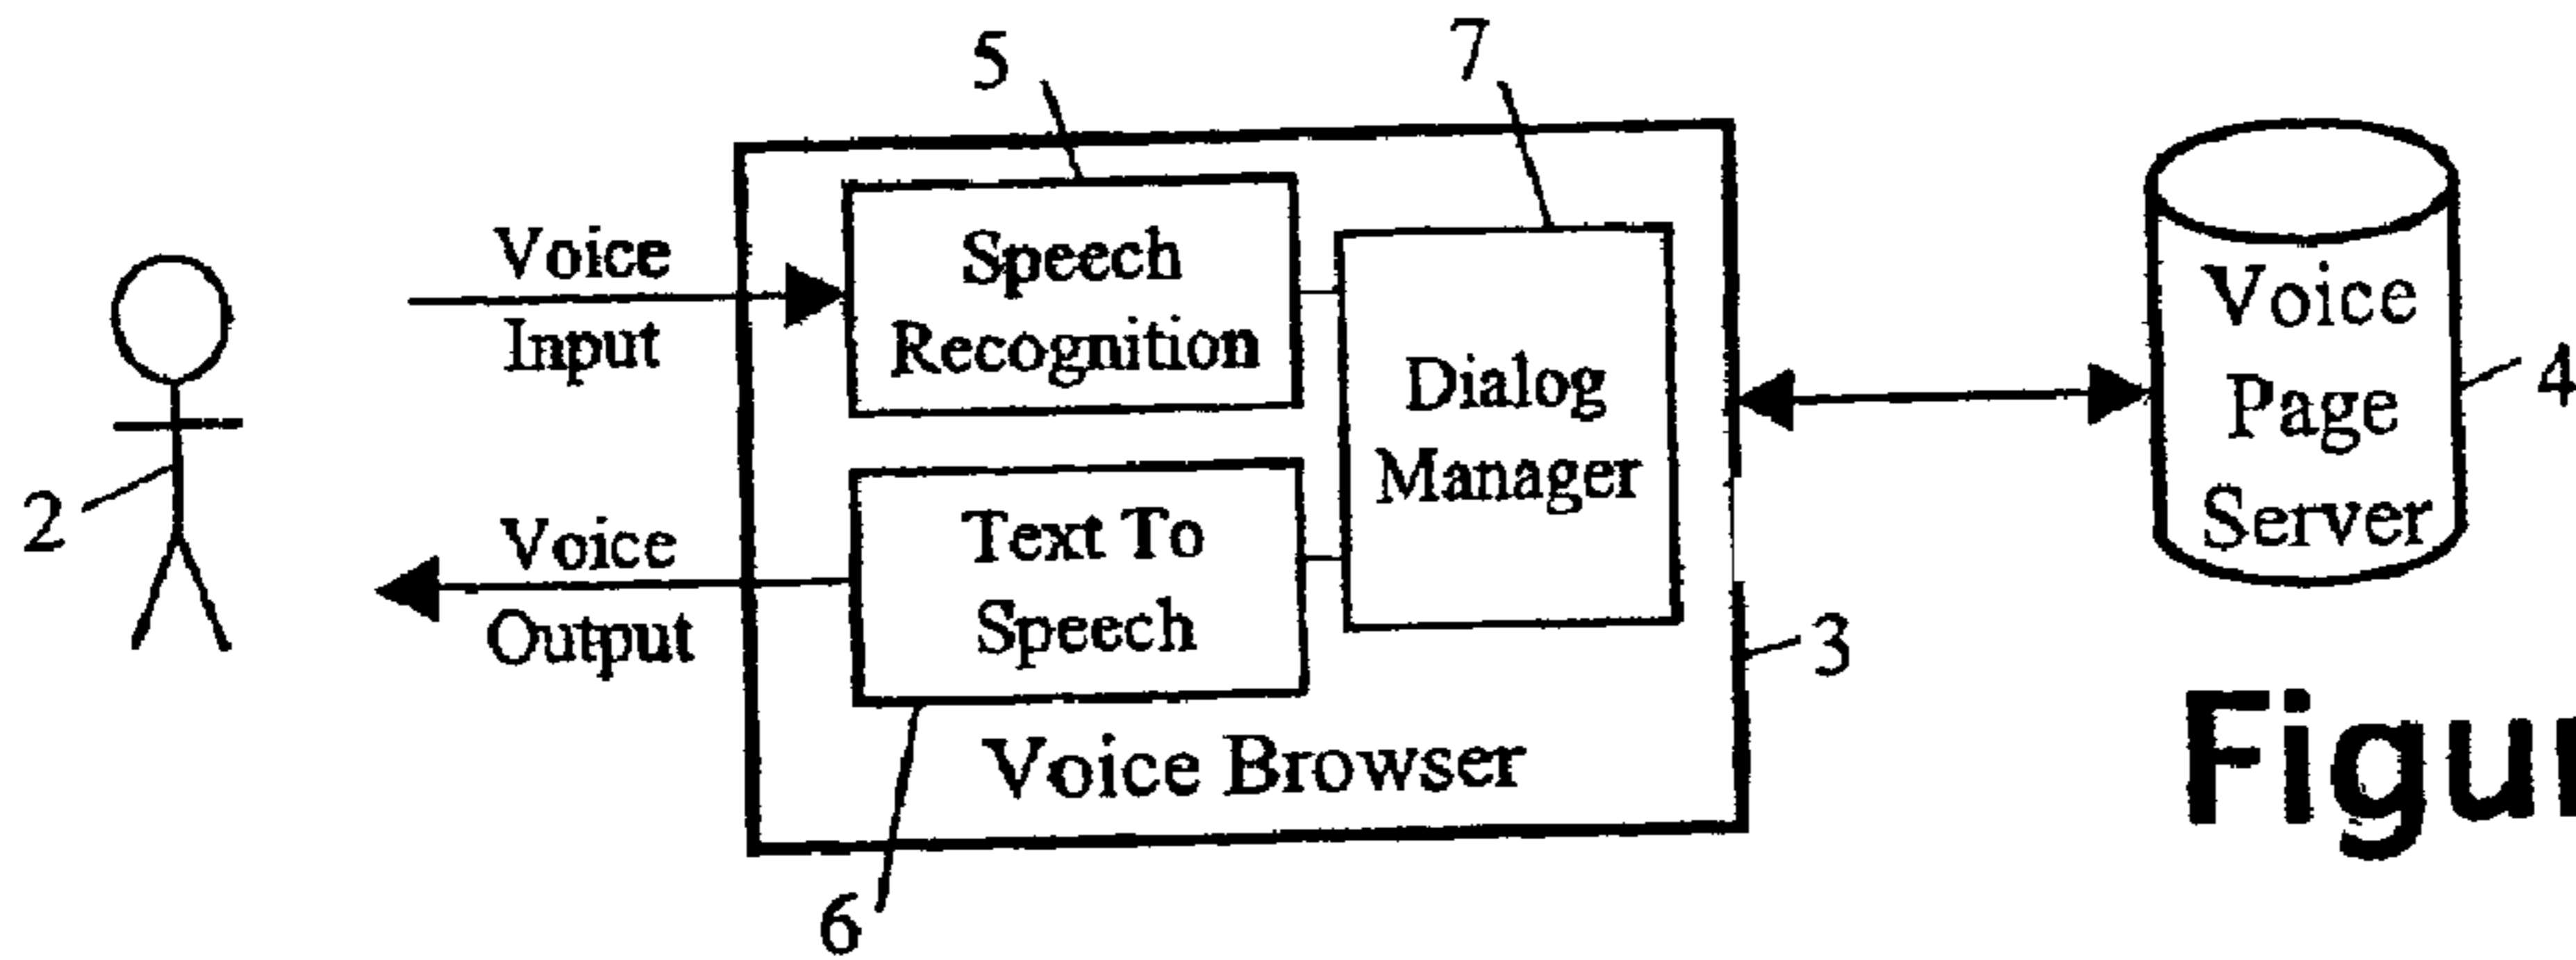 5
7
Voice
Input
Speech
Recognition
Dialog
Manager
Voice
Page
Server
4
2
Voice
Output
Text To
Speech
3
Voice Browser
6